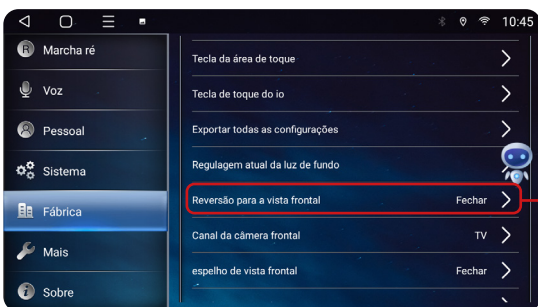 10:45
Marcha ré
Voz
Pessoal
Sistema
Fábrica
Mais
Sobre
Tecla da área de toque
Tecla de toque do io
Exportar todas as configurações
Regulagem atual da luz de fundo
Reversão para a vista frontal Fechar
Canal da câmera frontal TV
espelho de vista frontal Fechar